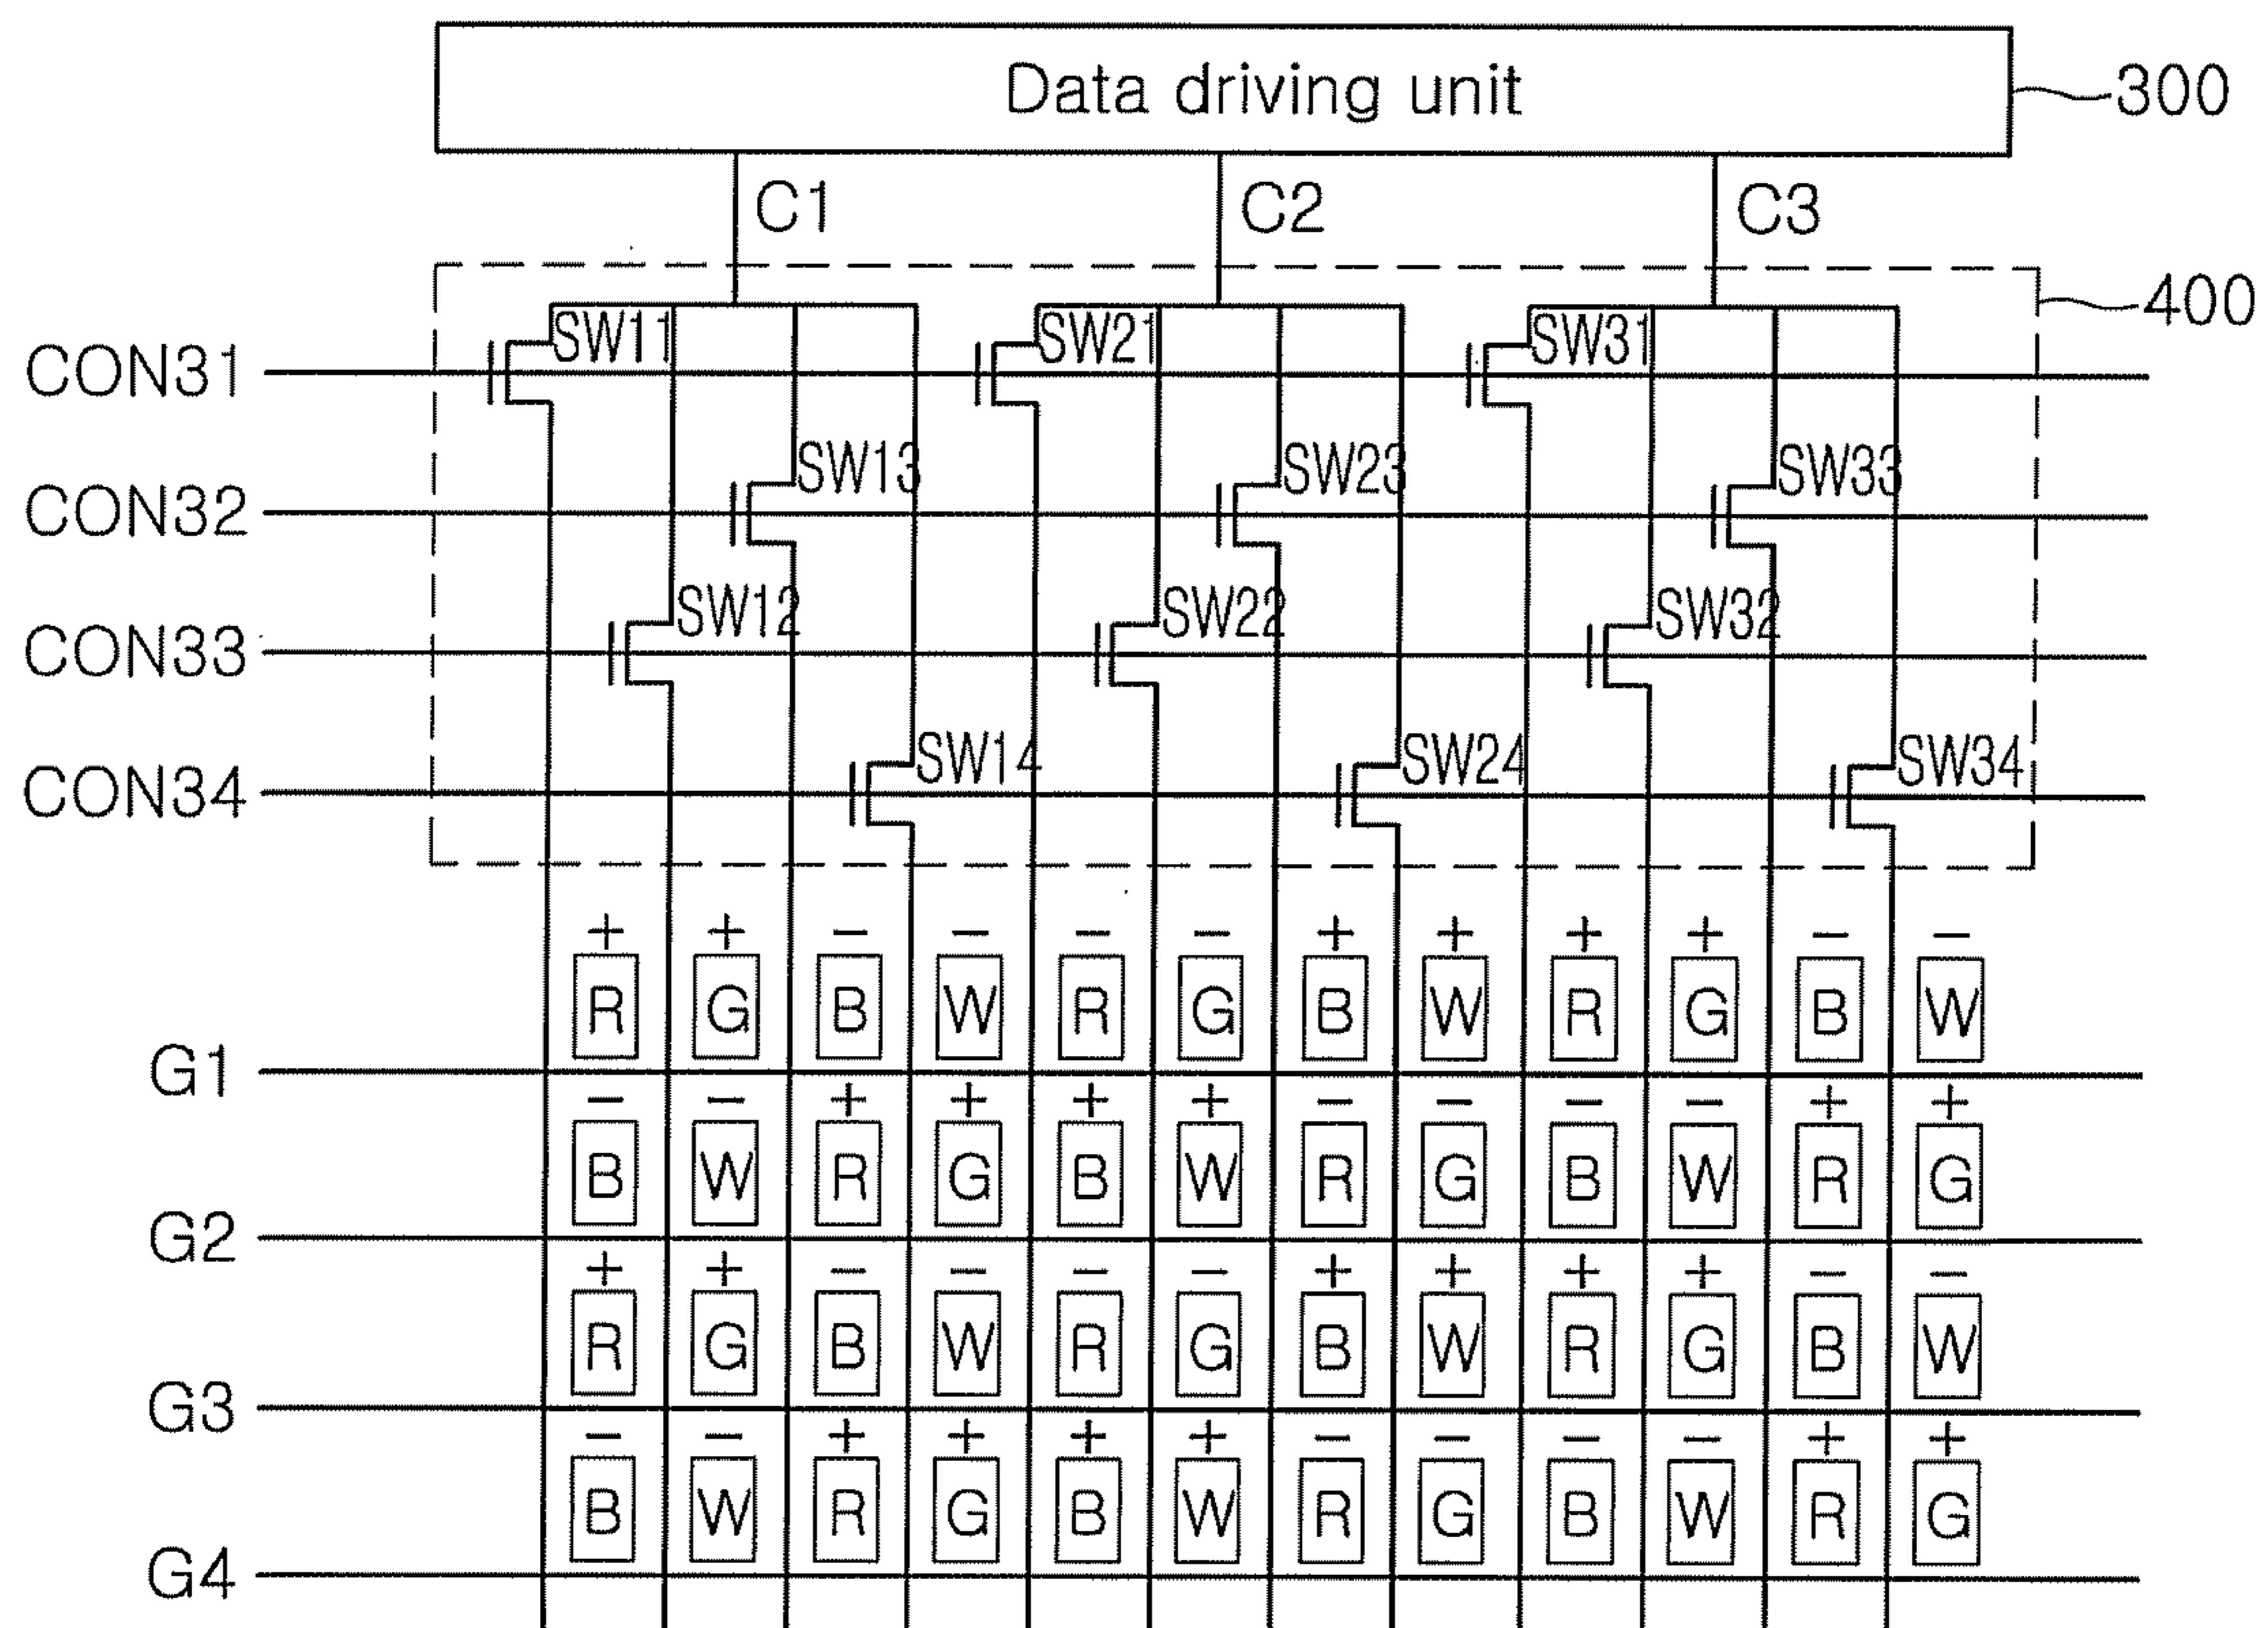 Data driving unit
300
C1 C2 C3
400
CON31 SW11 SW21 SW31
CON32 SW13 SW23 SW33
CON33 SW12 SW22 SW32
CON34 SW14 SW24 SW34
+ + − − − − + + + + − −
R G B W R G B W R G B W
G1
− − + + + + − − − − + +
B W R G B W R G B W R G
G2
+ + − − − − + + + + − −
R G B W R G B W R G B W
G3
− − + + + + − − − − + +
B W R G B W R G B W R G
G4